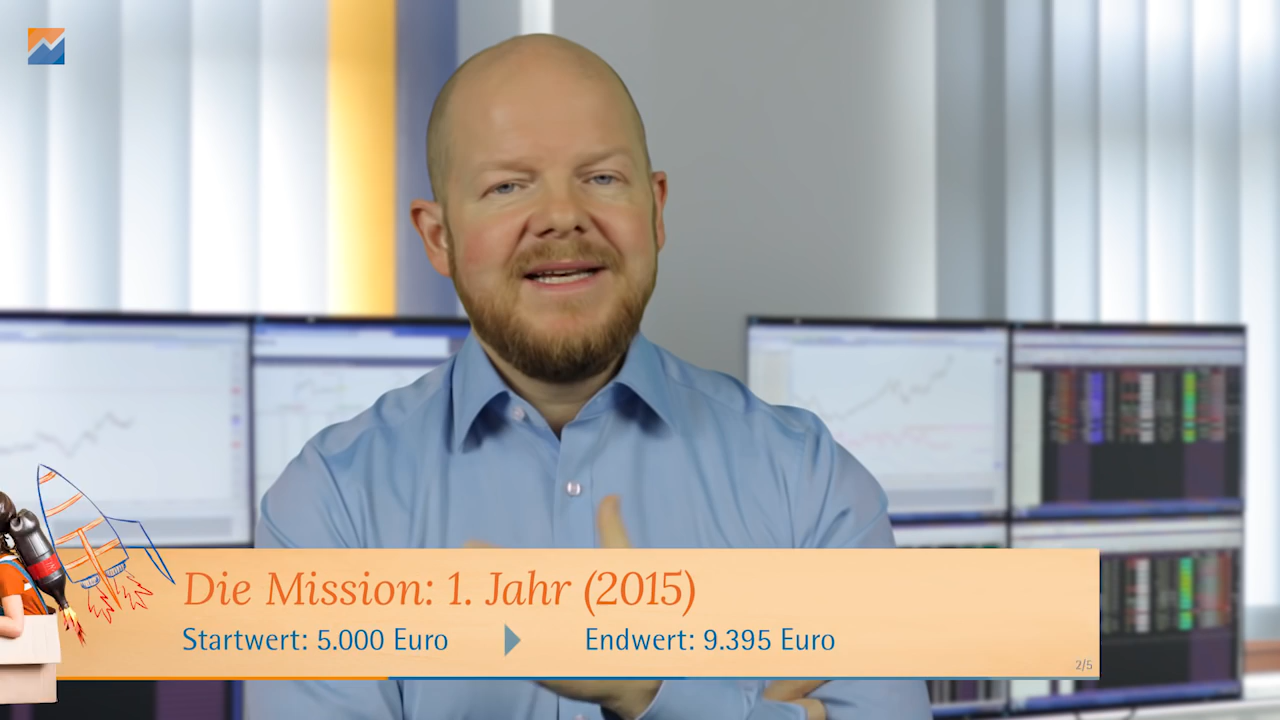 Die Mission: 1. Jahr (2015)
Startwert: 5.000 Euro Endwert: 9.395 Euro
2/5